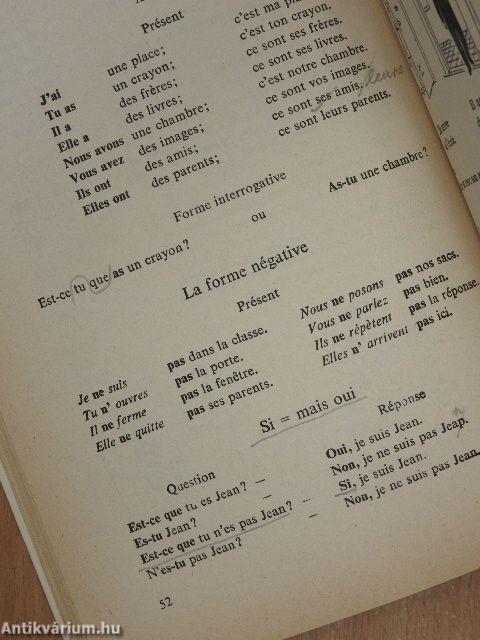 Présent
J'ai une place; c'est ma
Tu as un crayon; c'est ton crayon.
Il a des frères; ce sont ses frères.
Elle a des livres; ce sont ses livres.
Nous avons une chambre; c'est notre chambre.
Vous avez des images; ce sont vos images.
Ils ont des amis; ce sont ses amis. leurs
Elles ont des parents; ce sont leurs parents.
Forme interrogative
Est-ce tu que as un crayon? ou As-tu une chambre?
La forme négative
Présent
Je ne suis pas dans la classe. Nous ne posons pas nos sacs.
Tu n' ouvres pas la porte. Vous ne parlez pas bien.
Il ne ferme pas la fenêtre. Ils ne répètent pas la réponse.
Elle ne quitte pas ses parents. Elles n' arrivent pas ici.
Si = mais oui
Question Réponse
Est-ce que tu es Jean? — Oui, je suis Jean.
Es-tu Jean? — Non, je ne suis pas Jeap.
Est-ce que tu n'es pas Jean? — Si, je suis Jean.
N'es-tu pas Jean? — Non, je ne suis pas Jean.
52
Antikvárium.hu